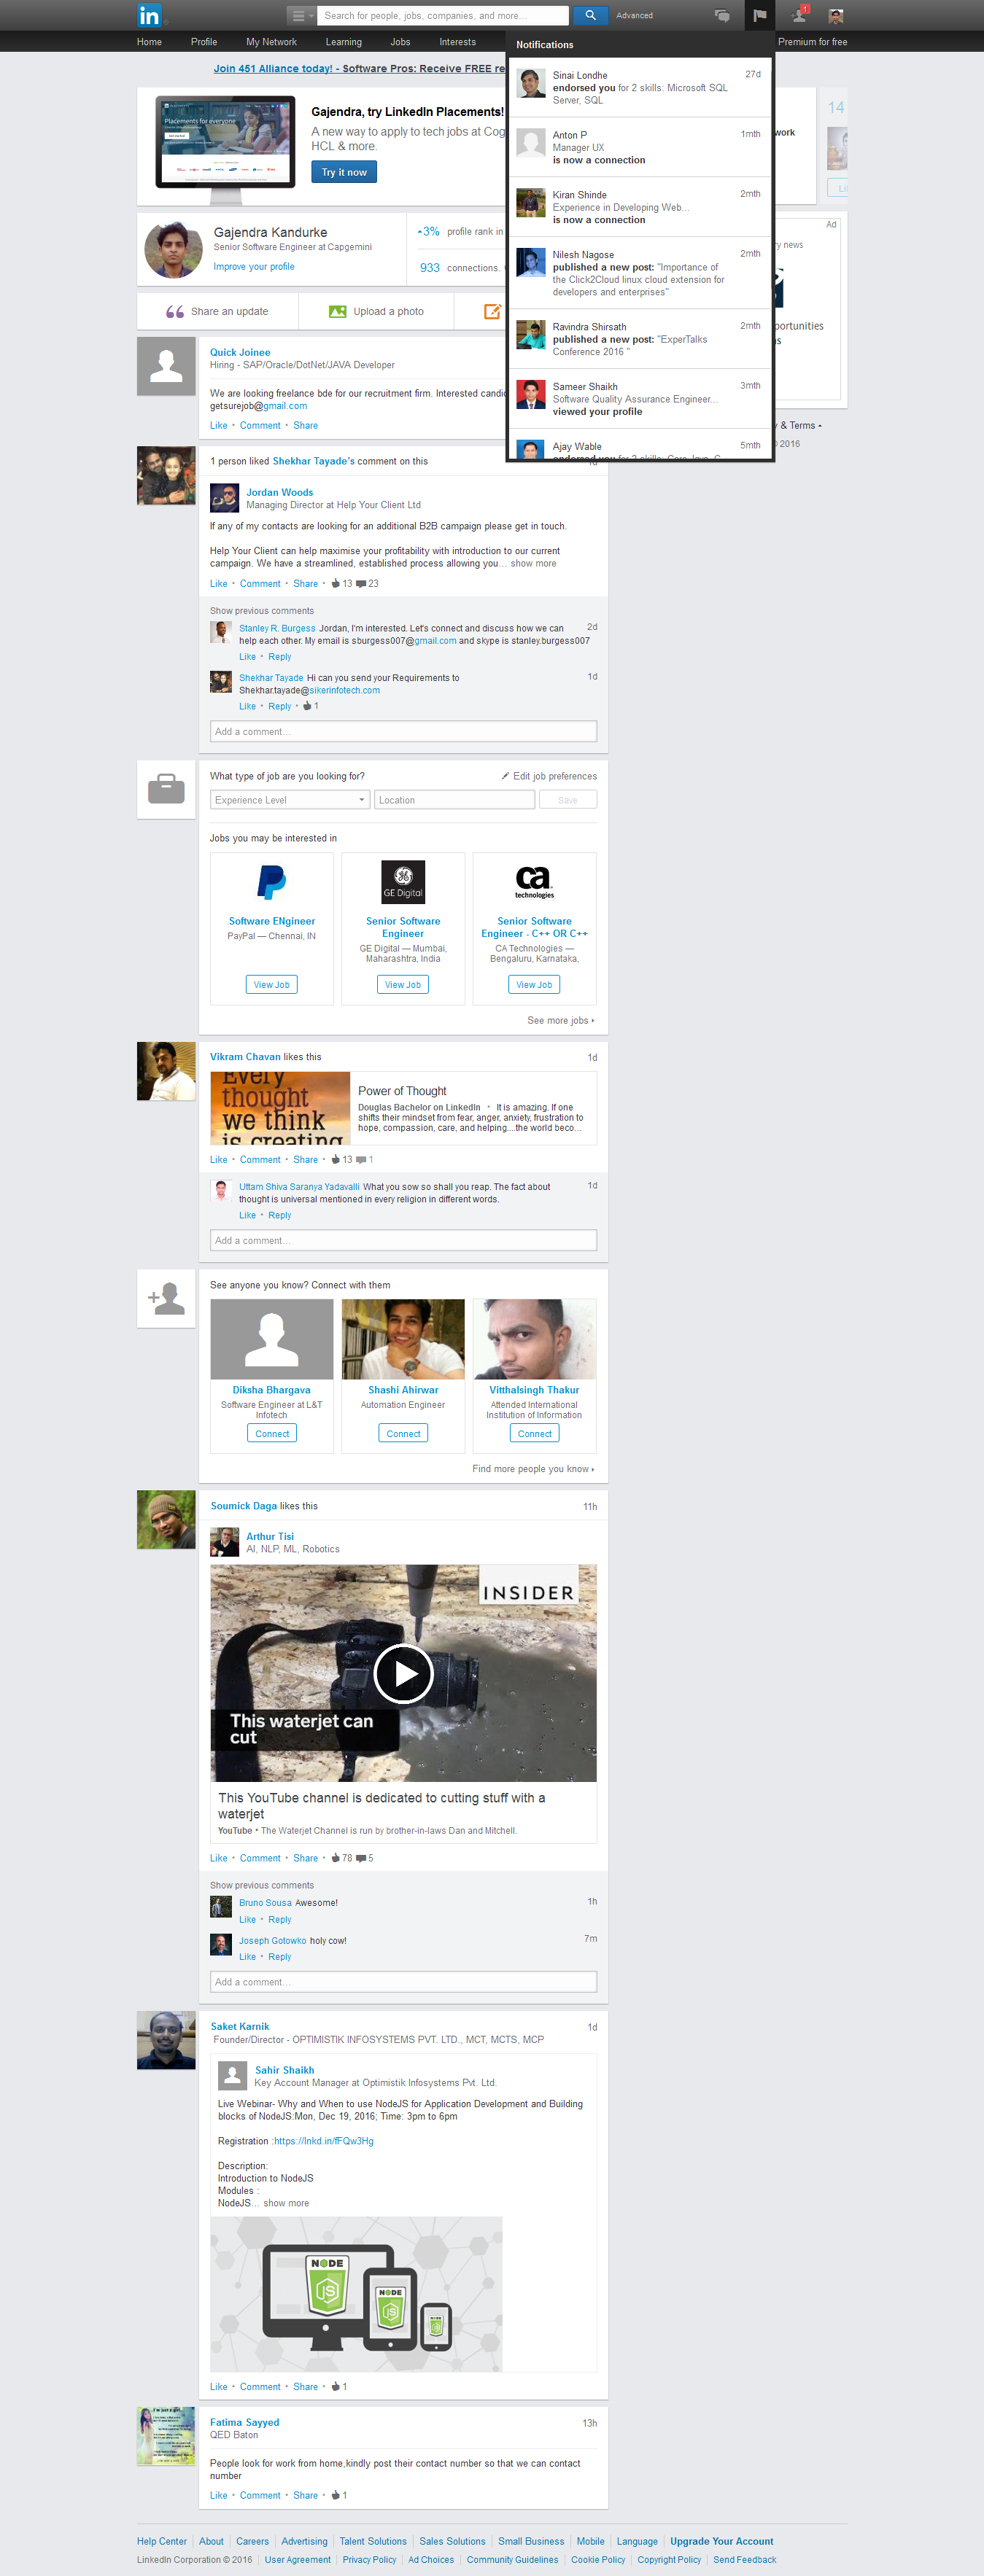 in
Search for people, jobs, companies, and more...
Advanced
1
Home Profile My Network Learning Jobs Interests
Premium for free
Notifications
Sinai Londhe 27d
endorsed you for 2 skills: Microsoft SQL
Server, SQL
Anton P 1mth
Manager UX
is now a connection
Kiran Shinde 2mth
Experience in Developing Web...
is now a connection
Nilesh Nagose 2mth
published a new post: "Importance of
the Click2Cloud linux cloud extension for
developers and enterprises"
Ravindra Shirsath 2mth
published a new post: "ExperTalks
Conference 2016 "
Sameer Shaikh 3mth
Software Quality Assurance Engineer...
viewed your profile
Ajay Wable 5mth
endorsed you for 2 skills: Core Java, C
Join 451 Alliance today! - Software Pros: Receive FREE re
Placements for everyone
Gajendra, try LinkedIn Placements!
A new way to apply to tech jobs at Cog
HCL & more.
Try it now
work
14
Gajendra Kandurke
Senior Software Engineer at Capgemini
Improve your profile
3% profile rank in
933 connections.
Ad
ry news
portunities
& Terms
2016
Share an update
Upload a photo
Quick Joinee
Hiring - SAP/Oracle/DotNet/JAVA Developer
We are looking freelance bde for our recruitment firm. Interested candic
getsurejob@gmail.com
Like • Comment • Share
1 person liked Shekhar Tayade's comment on this
1d
Jordan Woods
Managing Director at Help Your Client Ltd
If any of my contacts are looking for an additional B2B campaign please get in touch.
Help Your Client can help maximise your profitability with introduction to our current
campaign. We have a streamlined, established process allowing you... show more
Like • Comment • Share • 13 23
Show previous comments
Stanley R. Burgess Jordan, I'm interested. Let's connect and discuss how we can 2d
help each other. My email is sburgess007@gmail.com and skype is stanley.burgess007
Like • Reply
Shekhar Tayade Hi can you send your Requirements to 1d
Shekhar.tayade@sikerinfotech.com
Like • Reply • 1
Add a comment...
What type of job are you looking for? Edit job preferences
Experience Level Location Save
Jobs you may be interested in
GE Digital
ca
technologies
Software ENgineer
PayPal — Chennai, IN
View Job
Senior Software
Engineer
GE Digital — Mumbai,
Maharashtra, India
View Job
Senior Software
Engineer - C++ OR C++
CA Technologies —
Bengaluru, Karnataka,
View Job
See more jobs
Vikram Chavan likes this 1d
Every
thought
we think
is creating
Power of Thought
Douglas Bachelor on LinkedIn • It is amazing. If one
shifts their mindset from fear, anger, anxiety, frustration to
hope, compassion, care, and helping....the world beco...
Like • Comment • Share • 13 1
Uttam Shiva Saranya Yadavalli What you sow so shall you reap. The fact about 1d
thought is universal mentioned in every religion in different words.
Like • Reply
Add a comment...
See anyone you know? Connect with them
Diksha Bhargava
Software Engineer at L&T
Infotech
Connect
Shashi Ahirwar
Automation Engineer
Connect
Vitthalsingh Thakur
Attended International
Institution of Information
Connect
Find more people you know
Soumick Daga likes this 11h
Arthur Tisi
AI, NLP, ML, Robotics
INSIDER
This waterjet can
cut
This YouTube channel is dedicated to cutting stuff with a
waterjet
YouTube • The Waterjet Channel is run by brother-in-laws Dan and Mitchell.
Like • Comment • Share • 78 5
Show previous comments
Bruno Sousa Awesome! 1h
Like • Reply
Joseph Gotowko holy cow! 7m
Like • Reply
Add a comment...
Saket Karnik 1d
Founder/Director - OPTIMISTIK INFOSYSTEMS PVT. LTD., MCT, MCTS, MCP
Sahir Shaikh
Key Account Manager at Optimistik Infosystems Pvt. Ltd.
Live Webinar- Why and When to use NodeJS for Application Development and Building
blocks of NodeJS:Mon, Dec 19, 2016; Time: 3pm to 6pm
Registration :https://lnkd.in/fFQw3Hg
Description:
Introduction to NodeJS
Modules :
NodeJS... show more
NODE
JS
NODE
JS
NODE
JS
Like • Comment • Share • 1
Fatima Sayyed 13h
QED Baton
People look for work from home,kindly post their contact number so that we can contact
number
Like • Comment • Share • 1
Help Center About Careers Advertising Talent Solutions Sales Solutions Small Business Mobile Language Upgrade Your Account
LinkedIn Corporation © 2016 User Agreement Privacy Policy Ad Choices Community Guidelines Cookie Policy Copyright Policy Send Feedback